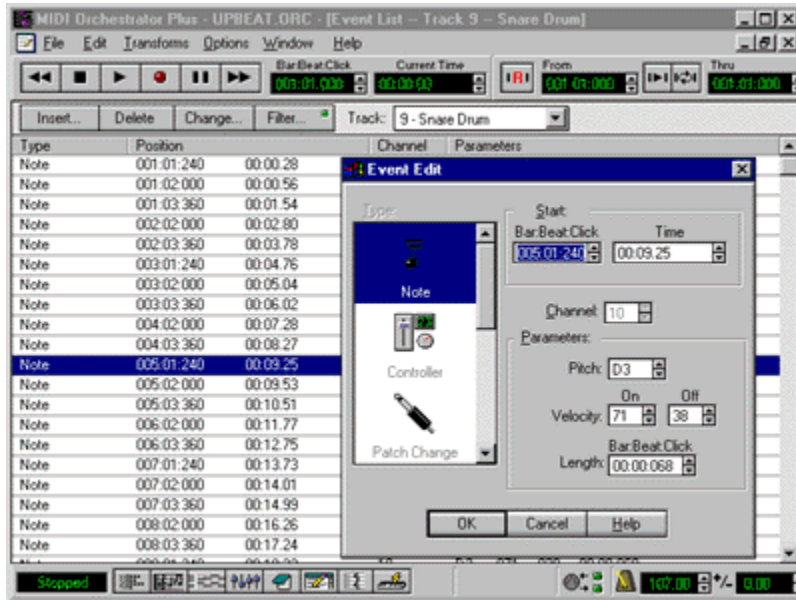 MIDI Orchestrator Plus - UPBEAT.ORC - [Event List -- Track 9 -- Snare Drum]
File Edit Transforms Options Window Help
Bar:Beat:Click Current Time From Thru
001:01:000 00:00:00 001:01:000 001:01:000
Insert... Delete Change... Filter... Track: 9 - Snare Drum
Type Position Channel Parameters
Note 001:01:240 00:00.28
Note 001:02:000 00:00.56
Note 001:03:360 00:01.54
Note 002:02:000 00:02.80
Note 002:03:360 00:03.78
Note 003:01:240 00:04.76
Note 003:02:000 00:05.04
Note 003:03:360 00:06.02
Note 004:02:000 00:07.28
Note 004:03:360 00:08.27
Note 005:01:240 00:09.25
Note 005:02:000 00:09.53
Note 005:03:360 00:10.51
Note 006:02:000 00:11.77
Note 006:03:360 00:12.75
Note 007:01:240 00:13.73
Note 007:02:000 00:14.01
Note 007:03:360 00:14.99
Note 008:02:000 00:16.26
Note 008:03:360 00:17.24
Event Edit
Type:
Note
Controller
Patch Change
Start:
Bar:Beat:Click Time
005:01:240 00:09.25
Channel: 10
Parameters:
Pitch: D3
On Off
Velocity: 71 38
Bar:Beat:Click
Length: 00:00:068
OK Cancel Help
Stopped 107.00 +/- 0.00